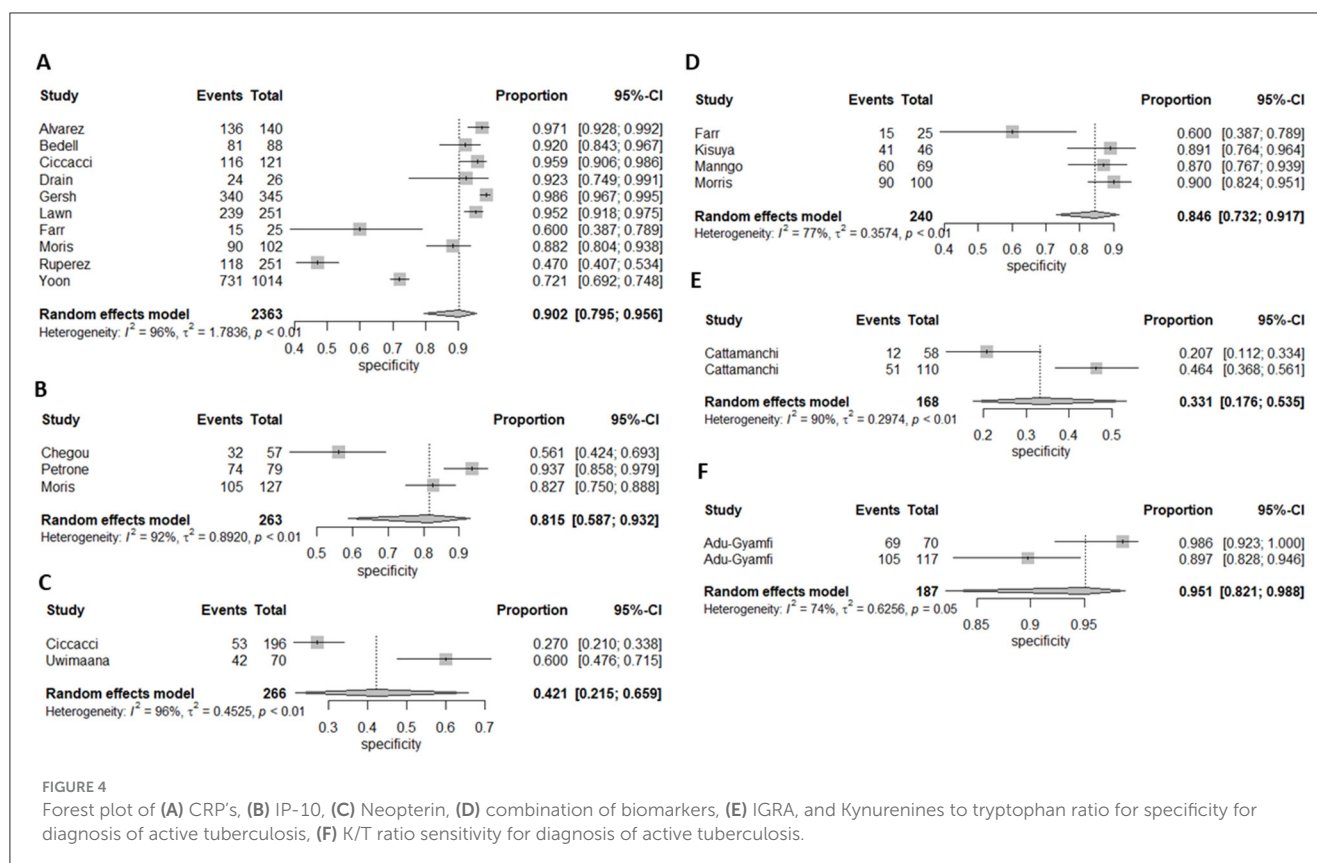 A
Study Events Total Proportion 95%-CI
Alvarez 136 140 0.971 [0.928; 0.992]
Bedell 81 88 0.920 [0.843; 0.967]
Ciccacci 116 121 0.959 [0.906; 0.986]
Drain 24 26 0.923 [0.749; 0.991]
Gersh 340 345 0.986 [0.967; 0.995]
Lawn 239 251 0.952 [0.918; 0.975]
Farr 15 25 0.600 [0.387; 0.789]
Moris 90 102 0.882 [0.804; 0.938]
Ruperez 118 251 0.470 [0.407; 0.534]
Yoon 731 1014 0.721 [0.692; 0.748]
Random effects model 2363 0.902 [0.795; 0.956]
Heterogeneity: I² = 96%, τ² = 1.7836, p < 0.01
0.4 0.5 0.6 0.7 0.8 0.9
specificity
B
Study Events Total Proportion 95%-CI
Chegou 32 57 0.561 [0.424; 0.693]
Petrone 74 79 0.937 [0.858; 0.979]
Moris 105 127 0.827 [0.750; 0.888]
Random effects model 263 0.815 [0.587; 0.932]
Heterogeneity: I² = 92%, τ² = 0.8920, p < 0.01
0.5 0.6 0.7 0.8 0.9
specificity
C
Study Events Total Proportion 95%-CI
Ciccacci 53 196 0.270 [0.210; 0.338]
Uwimaana 42 70 0.600 [0.476; 0.715]
Random effects model 266 0.421 [0.215; 0.659]
Heterogeneity: I² = 96%, τ² = 0.4525, p < 0.01
0.3 0.4 0.5 0.6 0.7
specificity
D
Study Events Total Proportion 95%-CI
Farr 15 25 0.600 [0.387; 0.789]
Kisuya 41 46 0.891 [0.764; 0.964]
Manngo 60 69 0.870 [0.767; 0.939]
Morris 90 100 0.900 [0.824; 0.951]
Random effects model 240 0.846 [0.732; 0.917]
Heterogeneity: I² = 77%, τ² = 0.3574, p < 0.01
0.4 0.5 0.6 0.7 0.8 0.9
specificity
E
Study Events Total Proportion 95%-CI
Cattamanchi 12 58 0.207 [0.112; 0.334]
Cattamanchi 51 110 0.464 [0.368; 0.561]
Random effects model 168 0.331 [0.176; 0.535]
Heterogeneity: I² = 90%, τ² = 0.2974, p < 0.01
0.2 0.3 0.4 0.5
specificity
F
Study Events Total Proportion 95%-CI
Adu-Gyamfi 69 70 0.986 [0.923; 1.000]
Adu-Gyamfi 105 117 0.897 [0.828; 0.946]
Random effects model 187 0.951 [0.821; 0.988]
Heterogeneity: I² = 74%, τ² = 0.6256, p = 0.05
0.85 0.9 0.95
specificity
FIGURE 4
Forest plot of (A) CRP's, (B) IP-10, (C) Neopterin, (D) combination of biomarkers, (E) IGRA, and Kynurenines to tryptophan ratio for specificity for
diagnosis of active tuberculosis, (F) K/T ratio sensitivity for diagnosis of active tuberculosis.